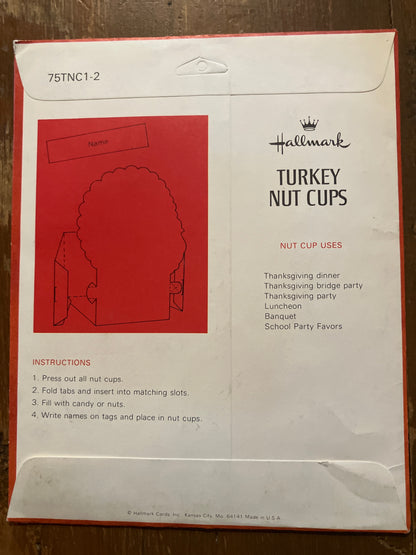 75TNC1-2
Name
Hallmark
TURKEY
NUT CUPS
NUT CUP USES
Thanksgiving dinner
Thanksgiving bridge party
Thanksgiving party
Luncheon
Banquet
School Party Favors
INSTRUCTIONS
1. Press out all nut cups.
2. Fold tabs and insert into matching slots.
3. Fill with candy or nuts.
4. Write names on tags and place in nut cups.
© Hallmark Cards, Inc. Kansas City, Mo. 64141 Made in U.S.A.